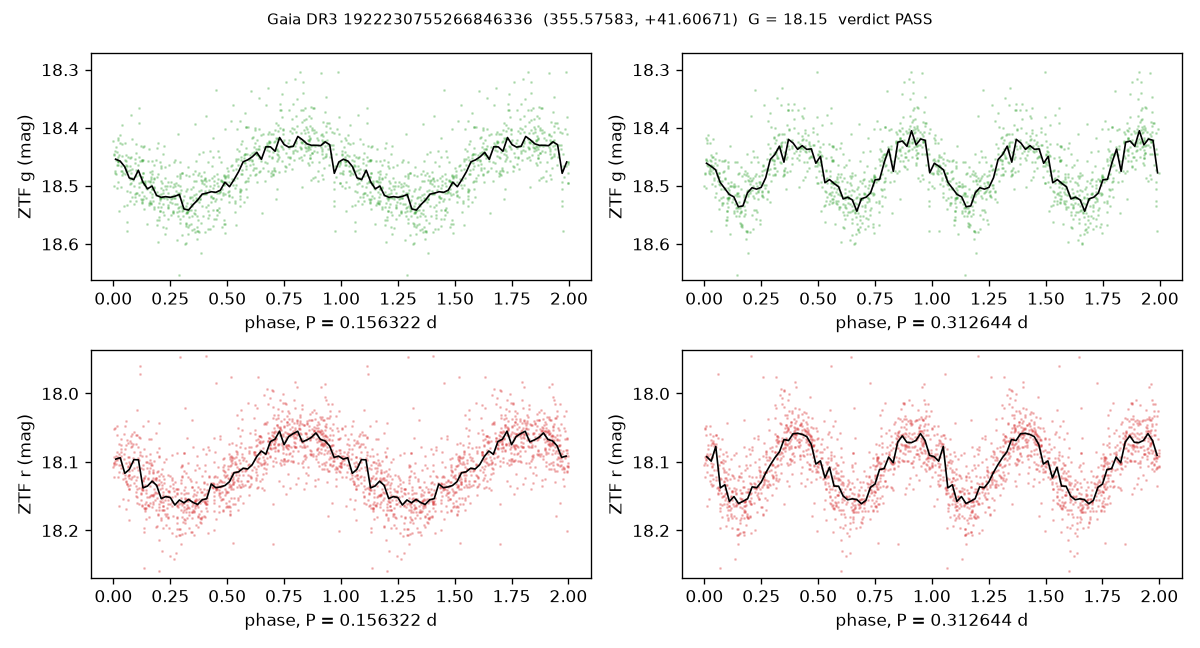 Gaia DR3 1922230755266846336  (355.57583, +41.60671)  G = 18.15  verdict PASS
ZTF g (mag)
18.3
18.4
18.5
18.6
0.00 0.25 0.50 0.75 1.00 1.25 1.50 1.75 2.00
phase, P = 0.156322 d
ZTF g (mag)
18.3
18.4
18.5
18.6
0.00 0.25 0.50 0.75 1.00 1.25 1.50 1.75 2.00
phase, P = 0.312644 d
ZTF r (mag)
18.0
18.1
18.2
0.00 0.25 0.50 0.75 1.00 1.25 1.50 1.75 2.00
phase, P = 0.156322 d
ZTF r (mag)
18.0
18.1
18.2
0.00 0.25 0.50 0.75 1.00 1.25 1.50 1.75 2.00
phase, P = 0.312644 d